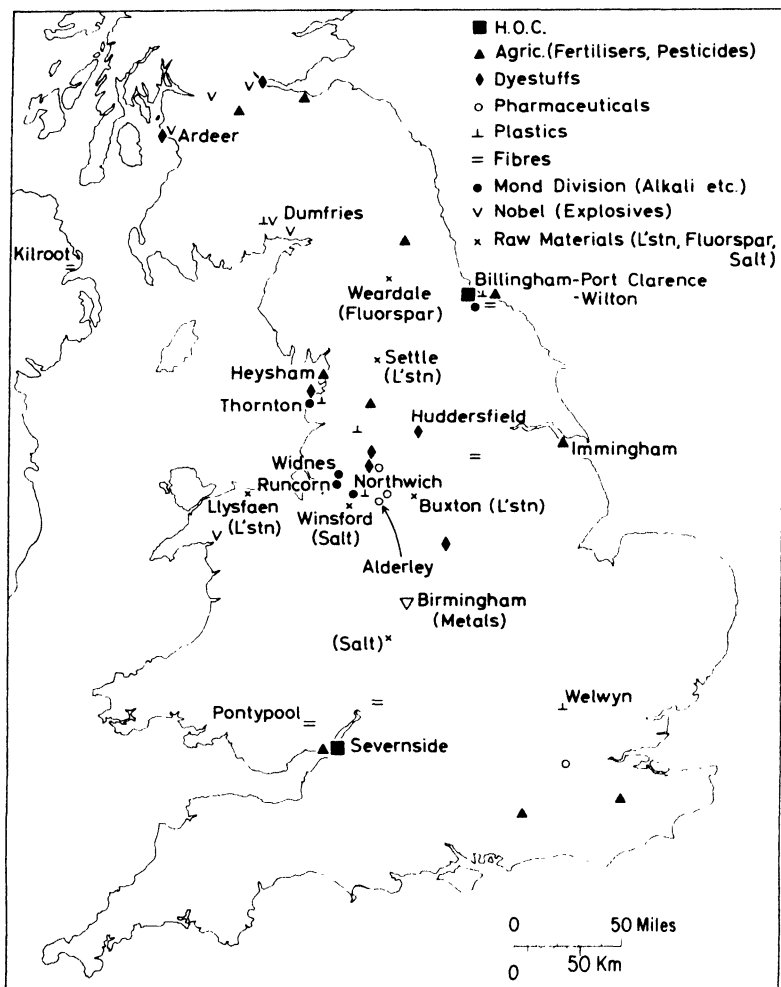 H.O.C.
Agric.(Fertilisers, Pesticides)
Dyestuffs
Pharmaceuticals
Plastics
Fibres
Mond Division (Alkali etc.)
Nobel (Explosives)
Raw Materials (L'stn, Fluorspar,
Salt)
Ardeer
Dumfries
Kilroot
Weardale
(Fluorspar)
Billingham-Port Clarence
-Wilton
Settle
(L'stn)
Heysham
Thornton
Huddersfield
Immingham
Widnes
Runcorn
Northwich
Llysfaen
(L'stn)
Winsford
(Salt)
Buxton (L'stn)
Alderley
Birmingham
(Metals)
(Salt)
Welwyn
Pontypool
Severnside
0 50 Miles
0 50 Km